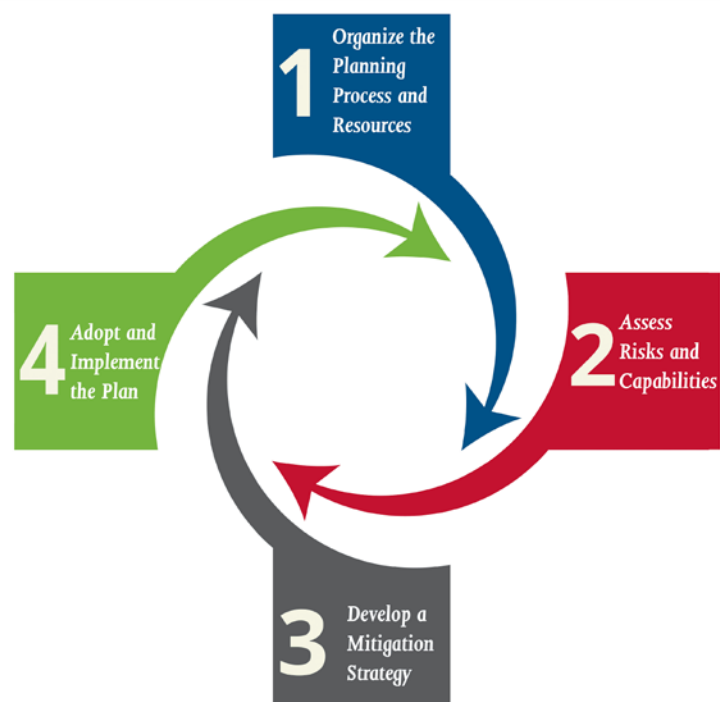 1
Organize the
Planning
Process and
Resources
2
Assess
Risks and
Capabilities
3
Develop a
Mitigation
Strategy
4
Adopt and
Implement
the Plan